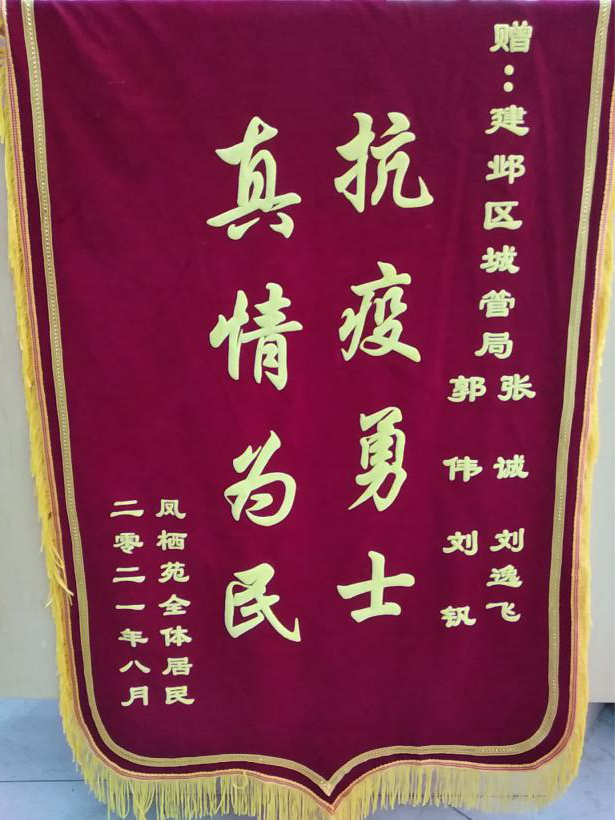 赠：建邺区城管局
张诚 刘逸飞
郭伟 刘钒
抗疫勇士
真情为民
凤栖苑全体居民
二零二一年八月